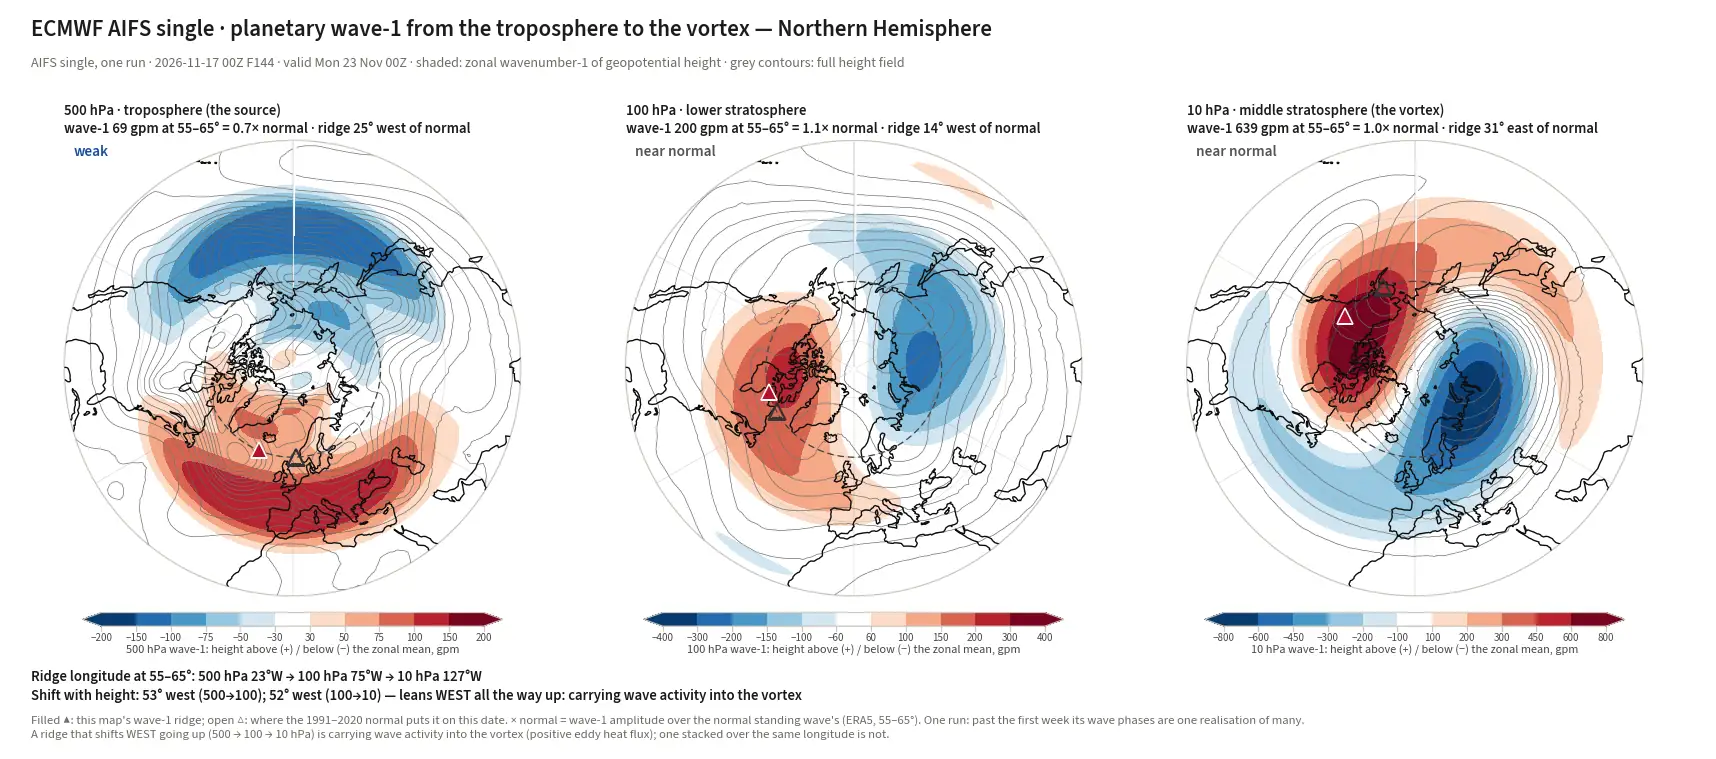 ECMWF AIFS single · planetary wave-1 from the troposphere to the vortex — Northern Hemisphere
AIFS single, one run · 2026-11-17 00Z F144 · valid Mon 23 Nov 00Z · shaded: zonal wavenumber-1 of geopotential height · grey contours: full height field
500 hPa · troposphere (the source)
wave-1 69 gpm at 55–65° = 0.7× normal · ridge 25° west of normal
weak
100 hPa · lower stratosphere
wave-1 200 gpm at 55–65° = 1.1× normal · ridge 14° west of normal
near normal
10 hPa · middle stratosphere (the vortex)
wave-1 639 gpm at 55–65° = 1.0× normal · ridge 31° east of normal
near normal
−200 −150 −100 −75 −50 −30 30 50 75 100 150 200
500 hPa wave-1: height above (+) / below (−) the zonal mean, gpm
−400 −300 −200 −150 −100 −60 60 100 150 200 300 400
100 hPa wave-1: height above (+) / below (−) the zonal mean, gpm
−800 −600 −450 −300 −200 −100 100 200 300 450 600 800
10 hPa wave-1: height above (+) / below (−) the zonal mean, gpm
Ridge longitude at 55–65°: 500 hPa 23°W → 100 hPa 75°W → 10 hPa 127°W
Shift with height: 53° west (500→100); 52° west (100→10) — leans WEST all the way up: carrying wave activity into the vortex
Filled ▲: this map's wave-1 ridge; open △: where the 1991–2020 normal puts it on this date. × normal = wave-1 amplitude over the normal standing wave's (ERA5, 55–65°). One run: past the first week its wave phases are one realisation of many.
A ridge that shifts WEST going up (500 → 100 → 10 hPa) is carrying wave activity into the vortex (positive eddy heat flux); one stacked over the same longitude is not.